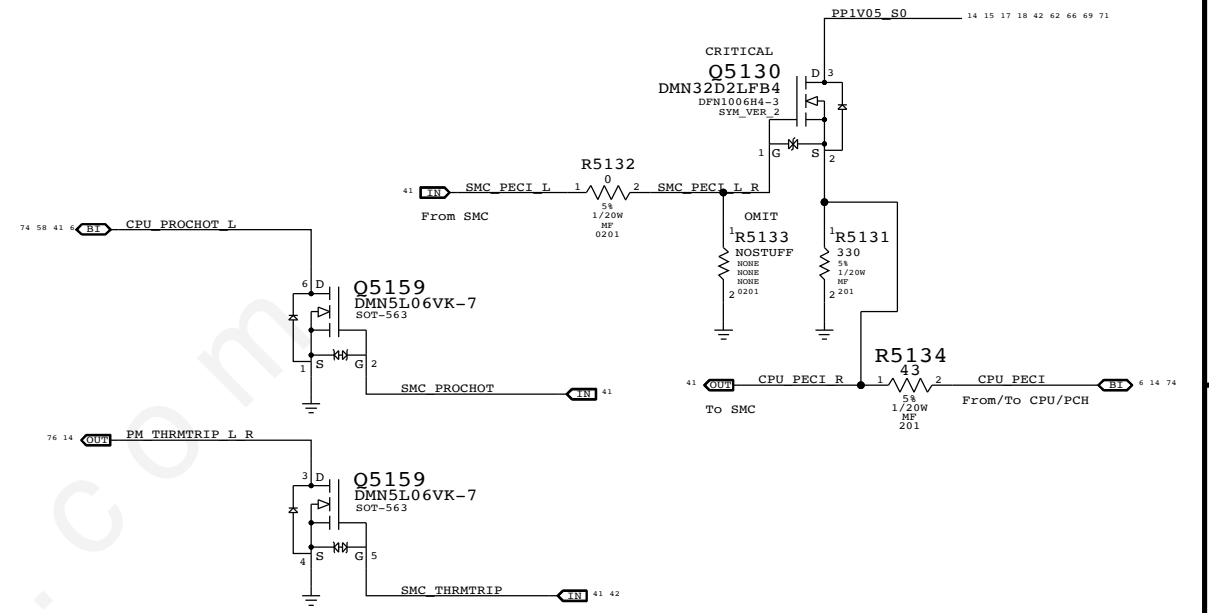 PP1V05_S0 14 15 17 18 42 62 66 69 71
CRITICAL
Q5130
DMN32D2LFB4
DFN1006H4-3
SYM_VER_2
D 3
1 G S 2
R5132
0
41 IN SMC_PECI_L 1 2 SMC_PECI_L_R
5%
1/20W
MF
0201
From SMC
OMIT
1
R5133
NOSTUFF
NONE
NONE
NONE
2 0201
1
R5131
330
5%
1/20W
MF
2 201
74 58 41 6 BI CPU_PROCHOT_L
6 D
Q5159
DMN5L06VK-7
SOT-563
1 S G 2
SMC_PROCHOT IN 41
R5134
43
41 OUT CPU_PECI_R 1 2 CPU_PECI BI 6 14 74
5%
1/20W
MF
201
To SMC
From/To CPU/PCH
76 14 OUT PM_THRMTRIP_L_R
3 D
Q5159
DMN5L06VK-7
SOT-563
4 S G 5
SMC_THRMTRIP IN 41 42
.com